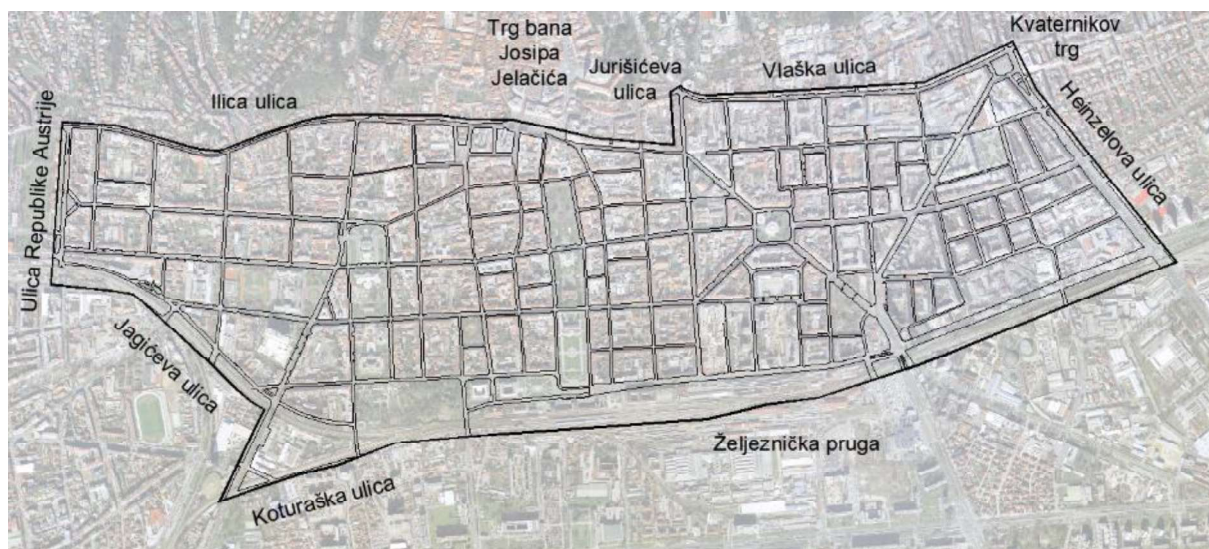 Trg bana
Josipa
Jelačića
Jurišićeva
ulica
Vlaška ulica
Kvaternikov
trg
Ilica ulica
Heinzelova ulica
Ulica Republike Austrije
Jagićeva ulica
Željeznička pruga
Koturaška ulica